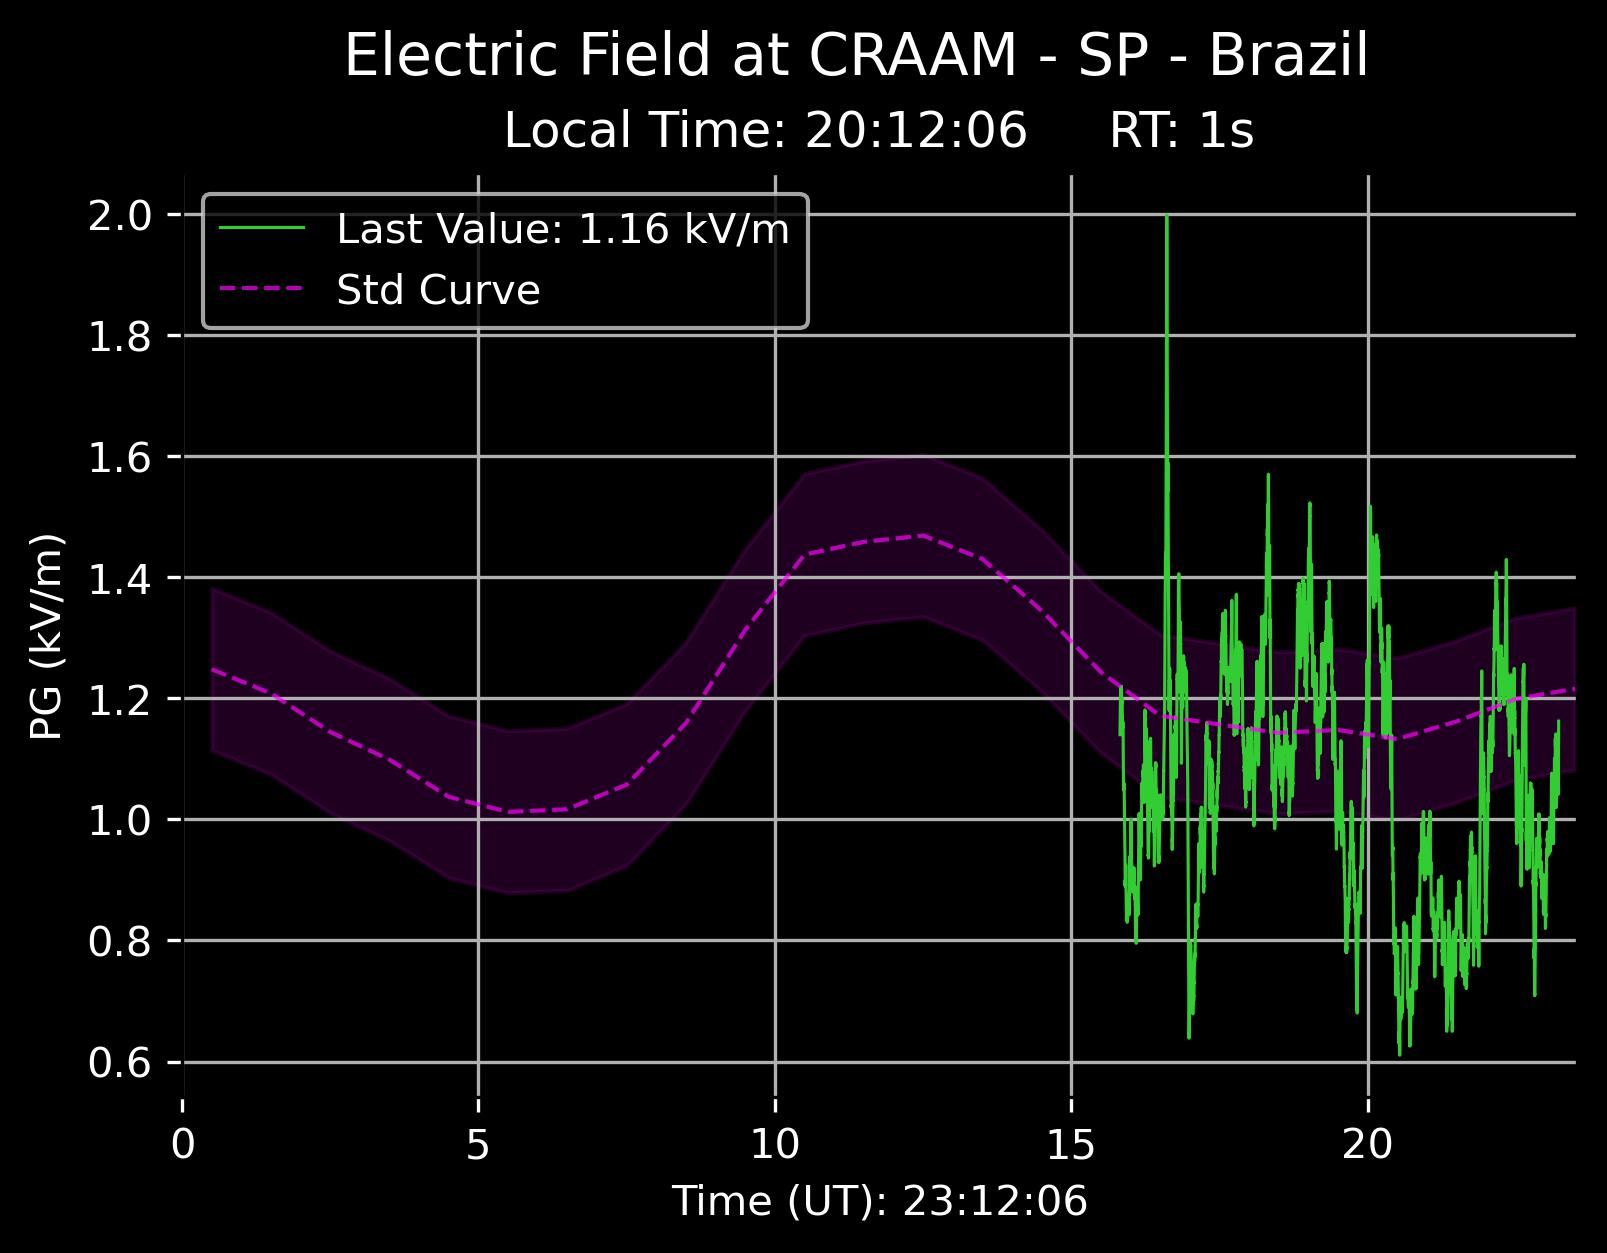 Electric Field at CRAAM - SP - Brazil
Local Time: 20:12:06 RT: 1s
Last Value: 1.16 kV/m
Std Curve
PG (kV/m)
2.0
1.8
1.6
1.4
1.2
1.0
0.8
0.6
0 5 10 15 20
Time (UT): 23:12:06